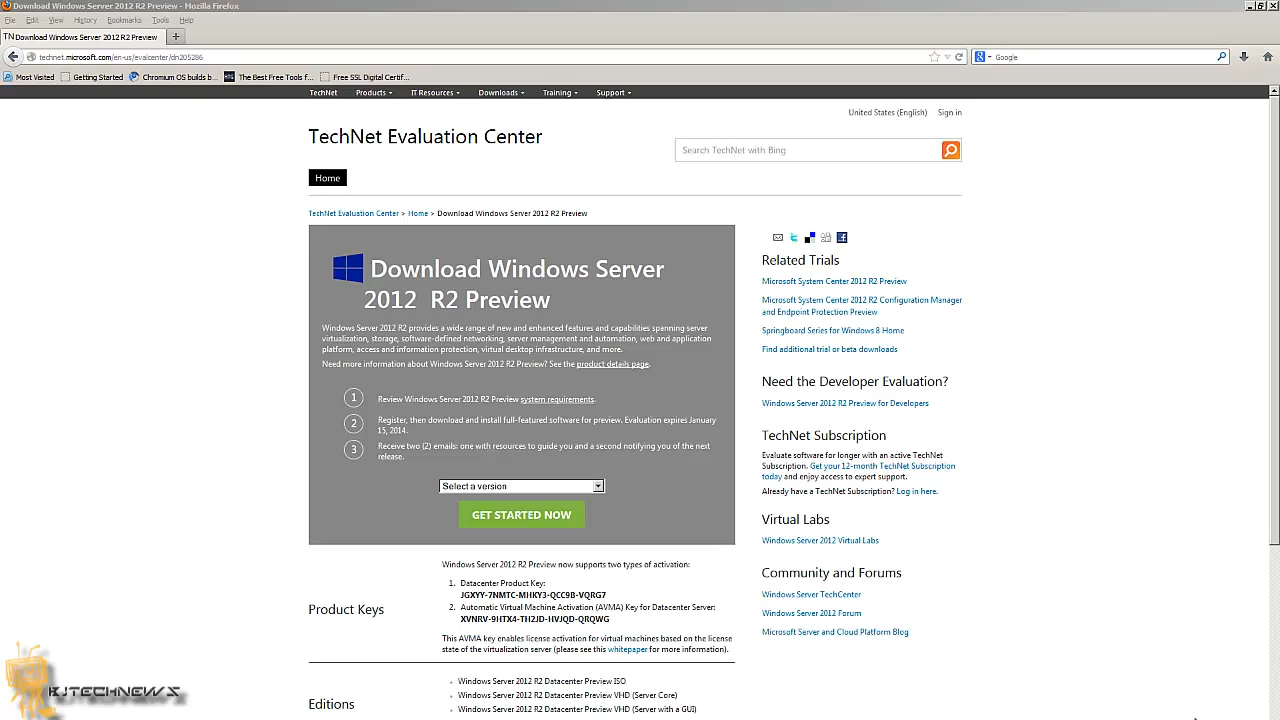 Download Windows Server 2012 R2 Preview - Mozilla Firefox
File Edit View History Bookmarks Tools Help
TN Download Windows Server 2012 R2 Preview +
technet.microsoft.com/en-us/evalcenter/dn205286
Google
Most Visited Getting Started Chromium OS builds b... The Best Free Tools f... Free SSL Digital Certif...
TechNet Products IT Resources Downloads Training Support
United States (English) Sign in
TechNet Evaluation Center
Search TechNet with Bing
Home
TechNet Evaluation Center > Home > Download Windows Server 2012 R2 Preview
Download Windows Server
2012 R2 Preview
Windows Server 2012 R2 provides a wide range of new and enhanced features and capabilities spanning server
virtualization, storage, software-defined networking, server management and automation, web and application
platform, access and information protection, virtual desktop infrastructure, and more.
Need more information about Windows Server 2012 R2 Preview? See the product details page.
1 Review Windows Server 2012 R2 Preview system requirements.
2 Register, then download and install full-featured software for preview. Evaluation expires January
15, 2014.
3 Receive two (2) emails: one with resources to guide you and a second notifying you of the next
release.
Select a version
GET STARTED NOW
Related Trials
Microsoft System Center 2012 R2 Preview
Microsoft System Center 2012 R2 Configuration Manager
and Endpoint Protection Preview
Springboard Series for Windows 8 Home
Find additional trial or beta downloads
Need the Developer Evaluation?
Windows Server 2012 R2 Preview for Developers
TechNet Subscription
Evaluate software for longer with an active TechNet
Subscription. Get your 12-month TechNet Subscription
today and enjoy access to expert support.
Already have a TechNet Subscription? Log in here.
Virtual Labs
Windows Server 2012 Virtual Labs
Community and Forums
Windows Server TechCenter
Windows Server 2012 Forum
Microsoft Server and Cloud Platform Blog
Product Keys
Windows Server 2012 R2 Preview now supports two types of activation:
1. Datacenter Product Key:
JGXYY-7NMTC-MHKY3-QCC9B-VQRG7
2. Automatic Virtual Machine Activation (AVMA) Key for Datacenter Server:
XVNRV-9HTX4-TH2JD-HVJQD-QRQWG
This AVMA key enables license activation for virtual machines based on the license
state of the virtualization server (please see this whitepaper for more information).
Editions
Windows Server 2012 R2 Datacenter Preview ISO
Windows Server 2012 R2 Datacenter Preview VHD (Server Core)
Windows Server 2012 R2 Datacenter Preview VHD (Server with a GUI)
KJTECHNEWS